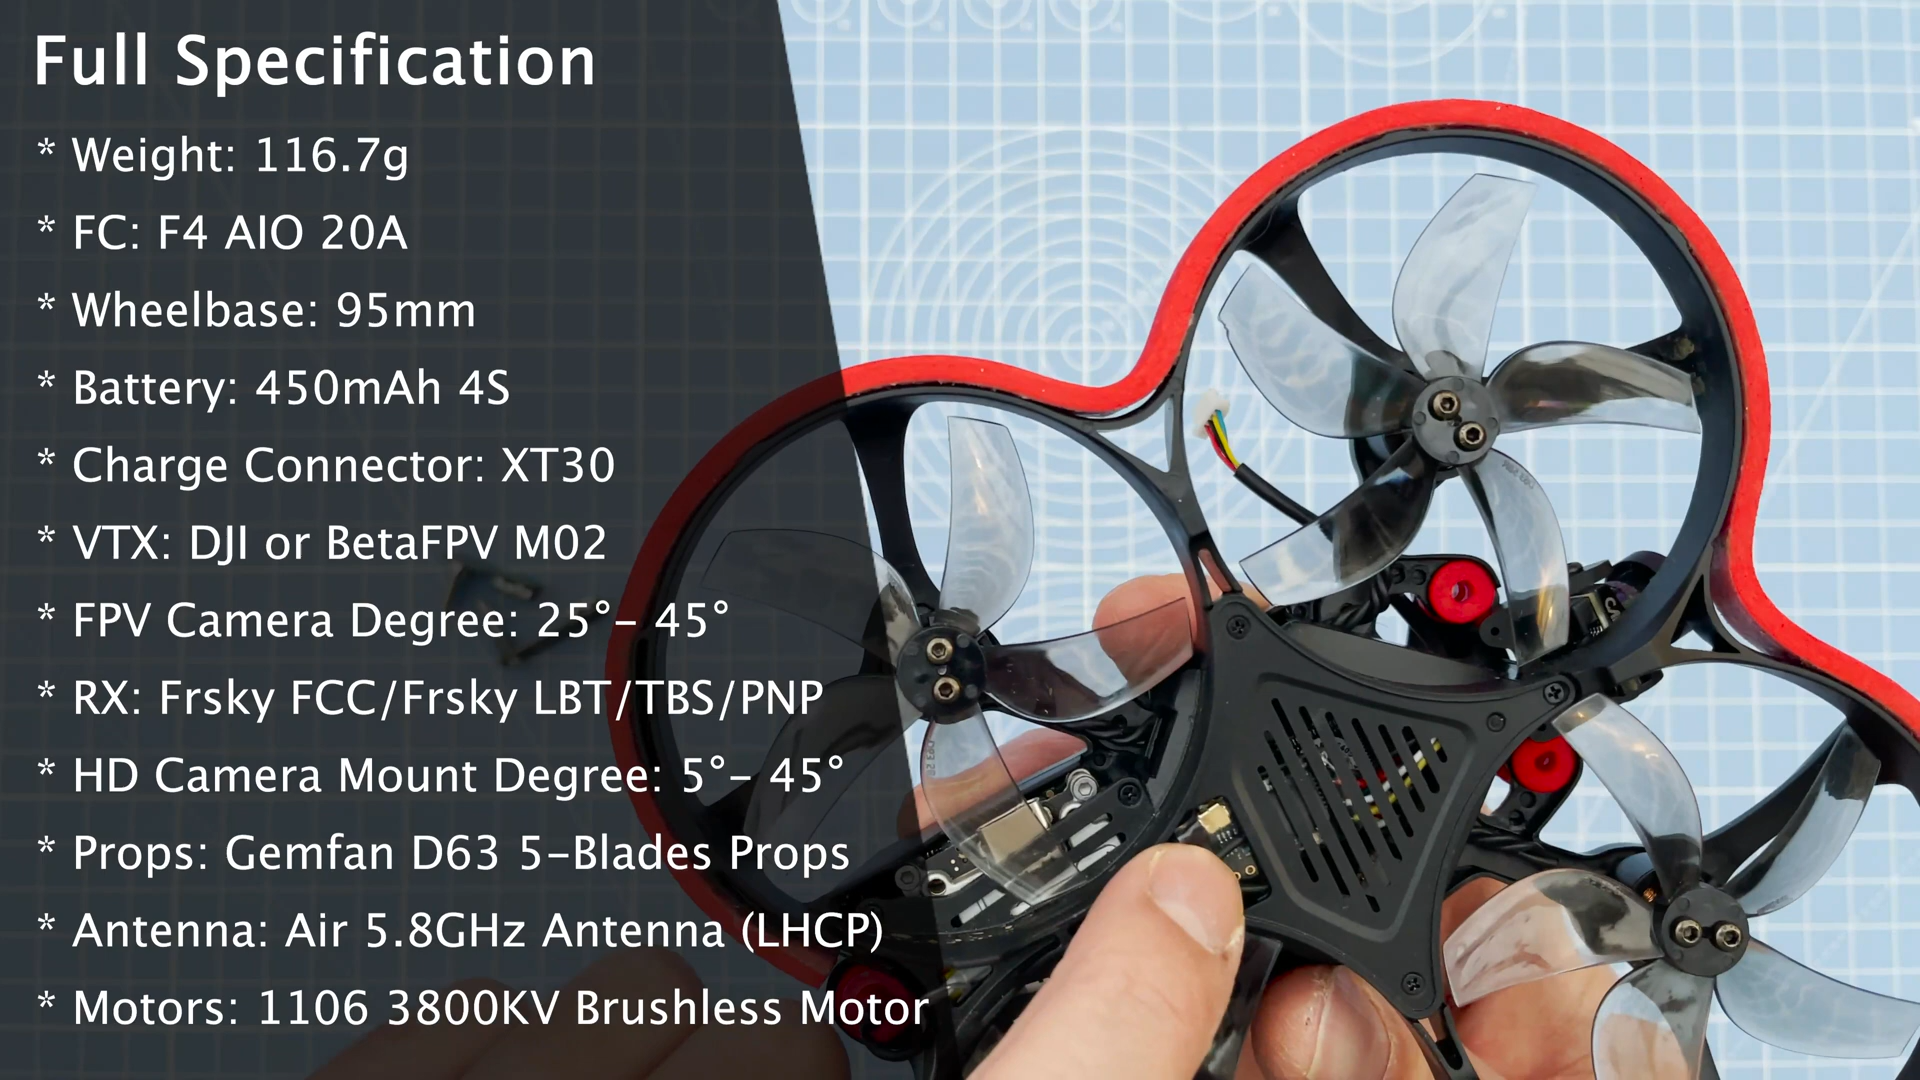 Full Specification
* Weight: 116.7g
* FC: F4 AIO 20A
* Wheelbase: 95mm
* Battery: 450mAh 4S
* Charge Connector: XT30
* VTX: DJI or BetaFPV M02
* FPV Camera Degree: 25° – 45°
* RX: Frsky FCC/Frsky LBT/TBS/PNP
* HD Camera Mount Degree: 5°– 45°
* Props: Gemfan D63 5–Blades Props
* Antenna: Air 5.8GHz Antenna (LHCP)
* Motors: 1106 3800KV Brushless Motor